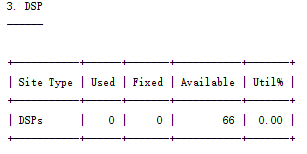 3. DSP
------
+-----------+------+-------+-----------+-------+
| Site Type | Used | Fixed | Available | Util% |
+-----------+------+-------+-----------+-------+
| DSPs      |    0 |     0 |        66 |  0.00 |
+-----------+------+-------+-----------+-------+